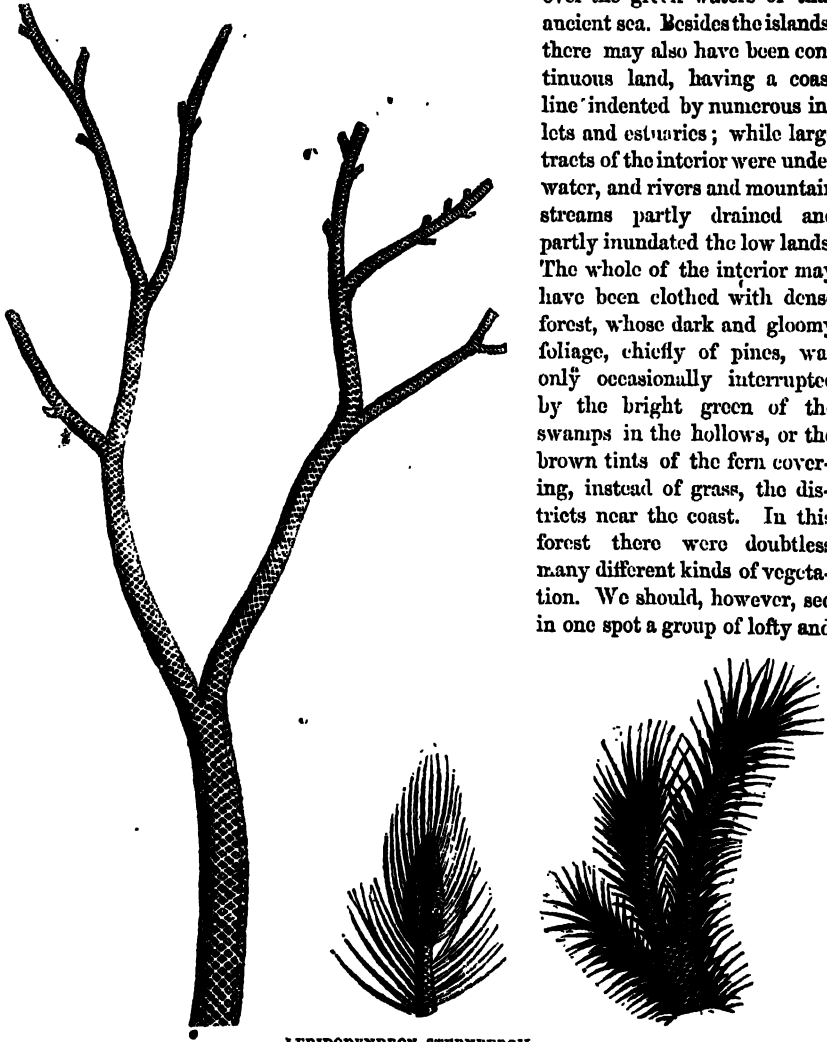 ancient sea. Besides the islands
there may also have been con
tinuous land, having a coas
line indented by numerous in
lets and estuaries; while larg
tracts of the interior were unde
water, and rivers and mountain
streams partly drained and
partly inundated the low lands
The whole of the interior may
have been clothed with dens
forest, whose dark and gloomy
foliage, chiefly of pines, wa
only occasionally interrupte
by the bright green of th
swamps in the hollows, or the
brown tints of the fern cover-
ing, instead of grass, the dis-
tricts near the coast. In this
forest there were doubtless
many different kinds of vegeta-
tion. We should, however, see
in one spot a group of lofty and